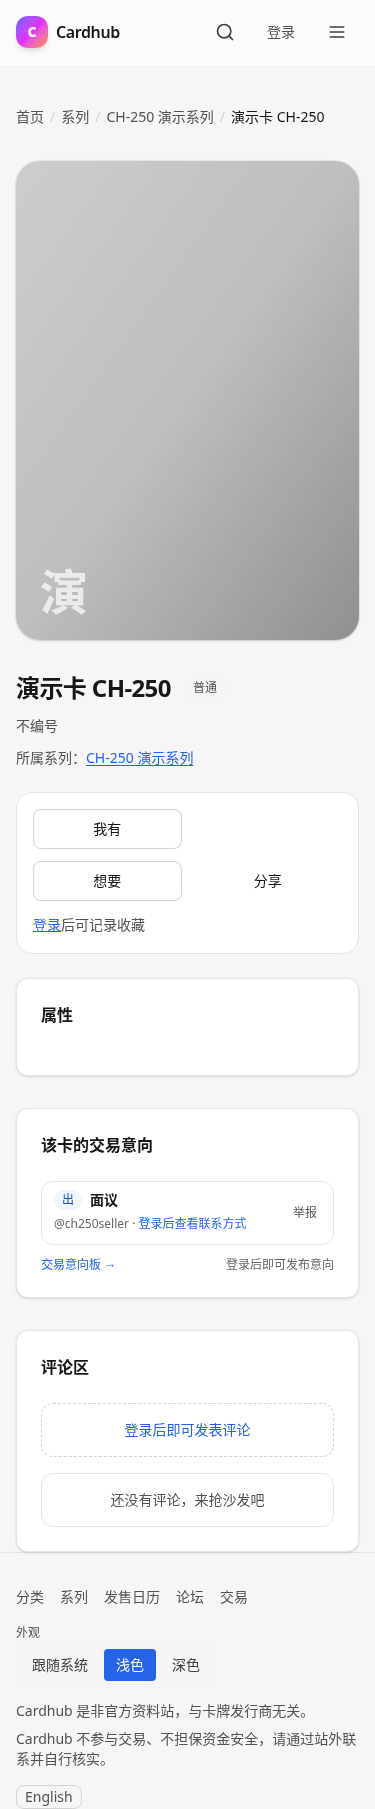 C Cardhub 登录
首页 / 系列 / CH-250 演示系列 / 演示卡 CH-250
演
演示卡 CH-250 普通
不编号
所属系列：CH-250 演示系列
我有
想要 分享
登录后可记录收藏
属性
该卡的交易意向
出 面议
@ch250seller · 登录后查看联系方式 举报
交易意向板 → 登录后即可发布意向
评论区
登录后即可发表评论
还没有评论，来抢沙发吧
分类 系列 发售日历 论坛 交易
外观
跟随系统 浅色 深色
Cardhub 是非官方资料站，与卡牌发行商无关。
Cardhub 不参与交易、不担保资金安全，请通过站外联
系并自行核实。
English